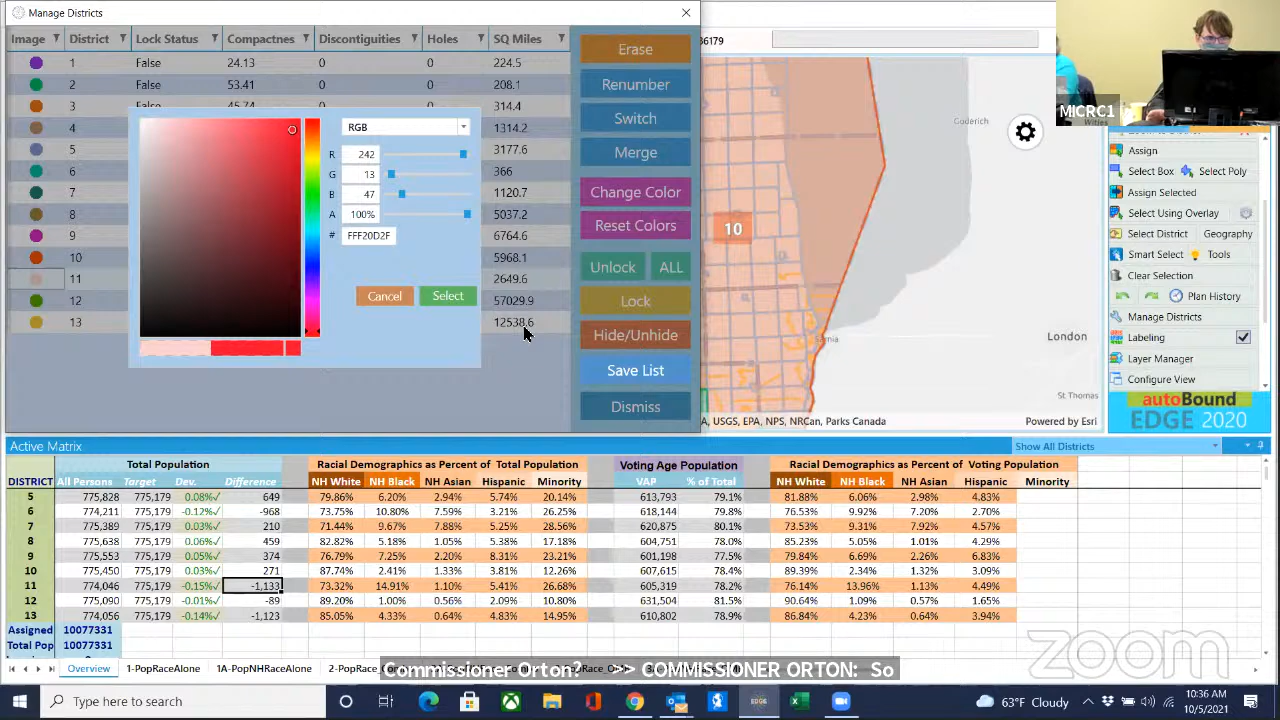 Manage Districts
Image District Lock Status Compactnes Discontiguities Holes SQ Miles
1 False 24.13 0 0 224.5
2 False 53.41 0 0 208.1
3 False 45.74 0 0 314.4
4 1314.2
5 3177.6
6 366
7 1120.7
8 5037.2
9 6764.6
10 5968.1
11 2649.6
12 57029.9
13 12538.6
RGB
R 242
G 13
B 47
A 100%
# FFF20D2F
Cancel Select
Erase
Renumber
Switch
Merge
Change Color
Reset Colors
Unlock ALL
Lock
Hide/Unhide
Save List
Dismiss
36179
10
Goderich
Sarnia
London
St Thomas
A, USGS, EPA, NPS, NRCan, Parks Canada Powered by Esri
MICRC1
Assign
Select Box Select Poly
Assign Selected
Select Using Overlay
Select District Geography
Smart Select Tools
Clear Selection
Plan History
Manage Districts
Labeling
Layer Manager
Configure View
autoBound
EDGE 2020
Active Matrix Show All Districts
Total Population Racial Demographics as Percent of Total Population Voting Age Population Racial Demographics as Percent of Voting Population
DISTRICT All Persons Target Dev. Difference NH White NH Black NH Asian Hispanic Minority VAP % of Total NH White NH Black NH Asian Hispanic Minority
5 775,828 775,179 0.08%✓ 649 79.86% 6.20% 2.94% 5.74% 20.14% 613,793 79.1% 81.88% 6.06% 2.98% 4.83%
6 774,211 775,179 -0.12%✓ -968 73.75% 10.80% 7.59% 3.21% 26.25% 618,144 79.8% 76.53% 9.92% 7.20% 2.70%
7 775,389 775,179 0.03%✓ 210 71.44% 9.67% 7.88% 5.25% 28.56% 620,875 80.1% 73.53% 9.31% 7.92% 4.57%
8 775,638 775,179 0.06%✓ 459 82.82% 5.18% 1.05% 5.38% 17.18% 604,751 78.0% 85.23% 5.05% 1.01% 4.29%
9 775,553 775,179 0.05%✓ 374 76.79% 7.25% 2.20% 8.31% 23.21% 601,198 77.5% 79.84% 6.69% 2.26% 6.83%
10 775,450 775,179 0.03%✓ 271 87.74% 2.41% 1.33% 3.81% 12.26% 607,615 78.4% 89.39% 2.34% 1.32% 3.09%
11 774,046 775,179 -0.15%✓ -1,133 73.32% 14.91% 1.10% 5.41% 26.68% 605,319 78.2% 76.14% 13.96% 1.13% 4.49%
12 775,090 775,179 -0.01%✓ -89 89.20% 1.00% 0.56% 2.09% 10.80% 631,504 81.5% 90.64% 1.09% 0.57% 1.65%
13 774,056 775,179 -0.14%✓ -1,123 85.05% 4.33% 0.64% 4.83% 14.95% 610,802 78.9% 86.84% 4.23% 0.64% 3.94%
Assigned 10077331
Total Pop 10077331
Overview 1-PopRaceAlone 1A-PopNHRaceAlone
Commissioner Orton? >> COMMISSIONER ORTON: So
zoom
Type here to search
EDGE
63°F Cloudy
10:36 AM
10/5/2021